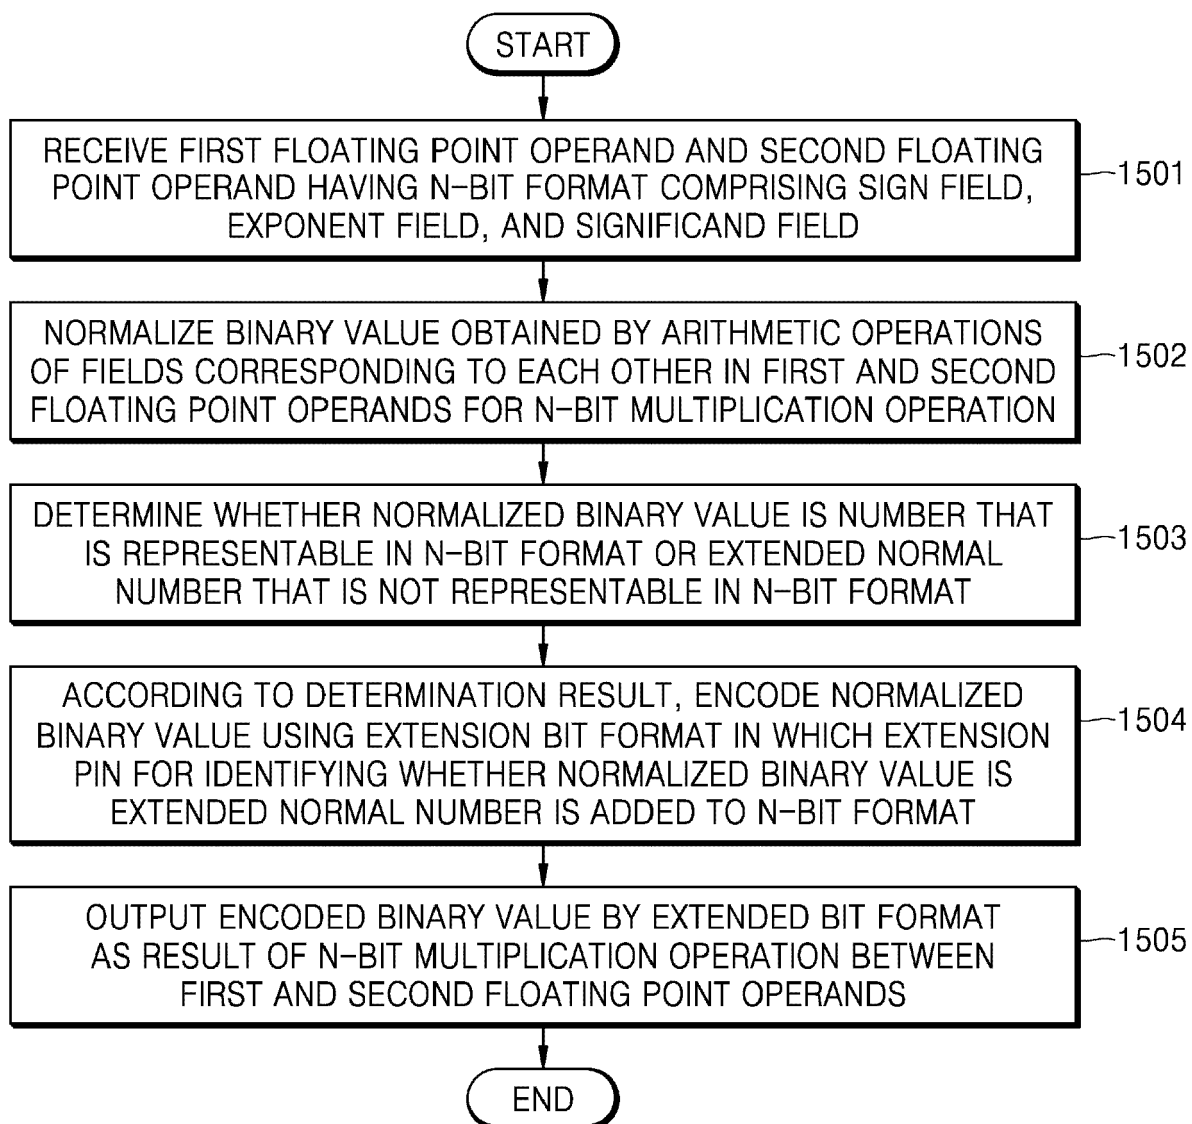 START
RECEIVE FIRST FLOATING POINT OPERAND AND SECOND FLOATING
POINT OPERAND HAVING N-BIT FORMAT COMPRISING SIGN FIELD,
EXPONENT FIELD, AND SIGNIFICAND FIELD
1501
NORMALIZE BINARY VALUE OBTAINED BY ARITHMETIC OPERATIONS
OF FIELDS CORRESPONDING TO EACH OTHER IN FIRST AND SECOND
FLOATING POINT OPERANDS FOR N-BIT MULTIPLICATION OPERATION
1502
DETERMINE WHETHER NORMALIZED BINARY VALUE IS NUMBER THAT
IS REPRESENTABLE IN N-BIT FORMAT OR EXTENDED NORMAL
NUMBER THAT IS NOT REPRESENTABLE IN N-BIT FORMAT
1503
ACCORDING TO DETERMINATION RESULT, ENCODE NORMALIZED
BINARY VALUE USING EXTENSION BIT FORMAT IN WHICH EXTENSION
PIN FOR IDENTIFYING WHETHER NORMALIZED BINARY VALUE IS
EXTENDED NORMAL NUMBER IS ADDED TO N-BIT FORMAT
1504
OUTPUT ENCODED BINARY VALUE BY EXTENDED BIT FORMAT
AS RESULT OF N-BIT MULTIPLICATION OPERATION BETWEEN
FIRST AND SECOND FLOATING POINT OPERANDS
1505
END